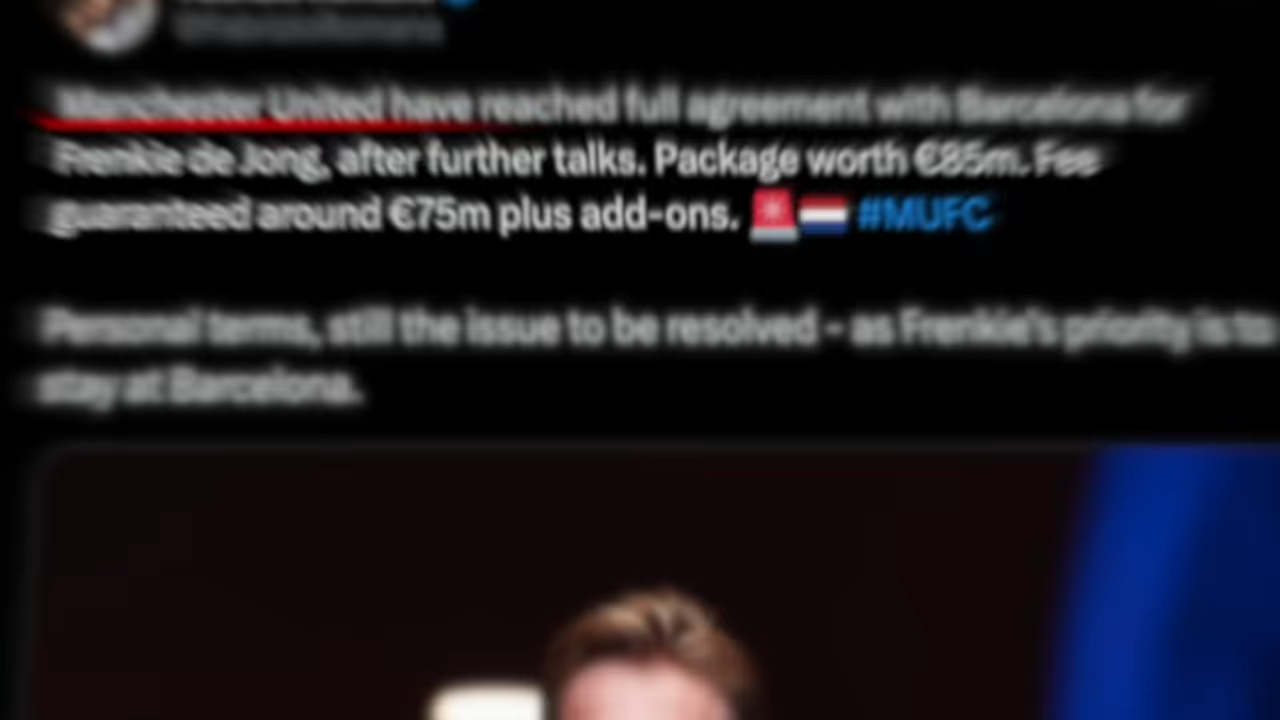 @FabrizioRomano
Manchester United have reached full agreement with Barcelona for
Frenkie de Jong, after further talks. Package worth €85m. Fee
guaranteed around €75m plus add-ons. 🚨🇳🇱 #MUFC
Personal terms, still the issue to be resolved - as Frenkie's priority is to
stay at Barcelona.